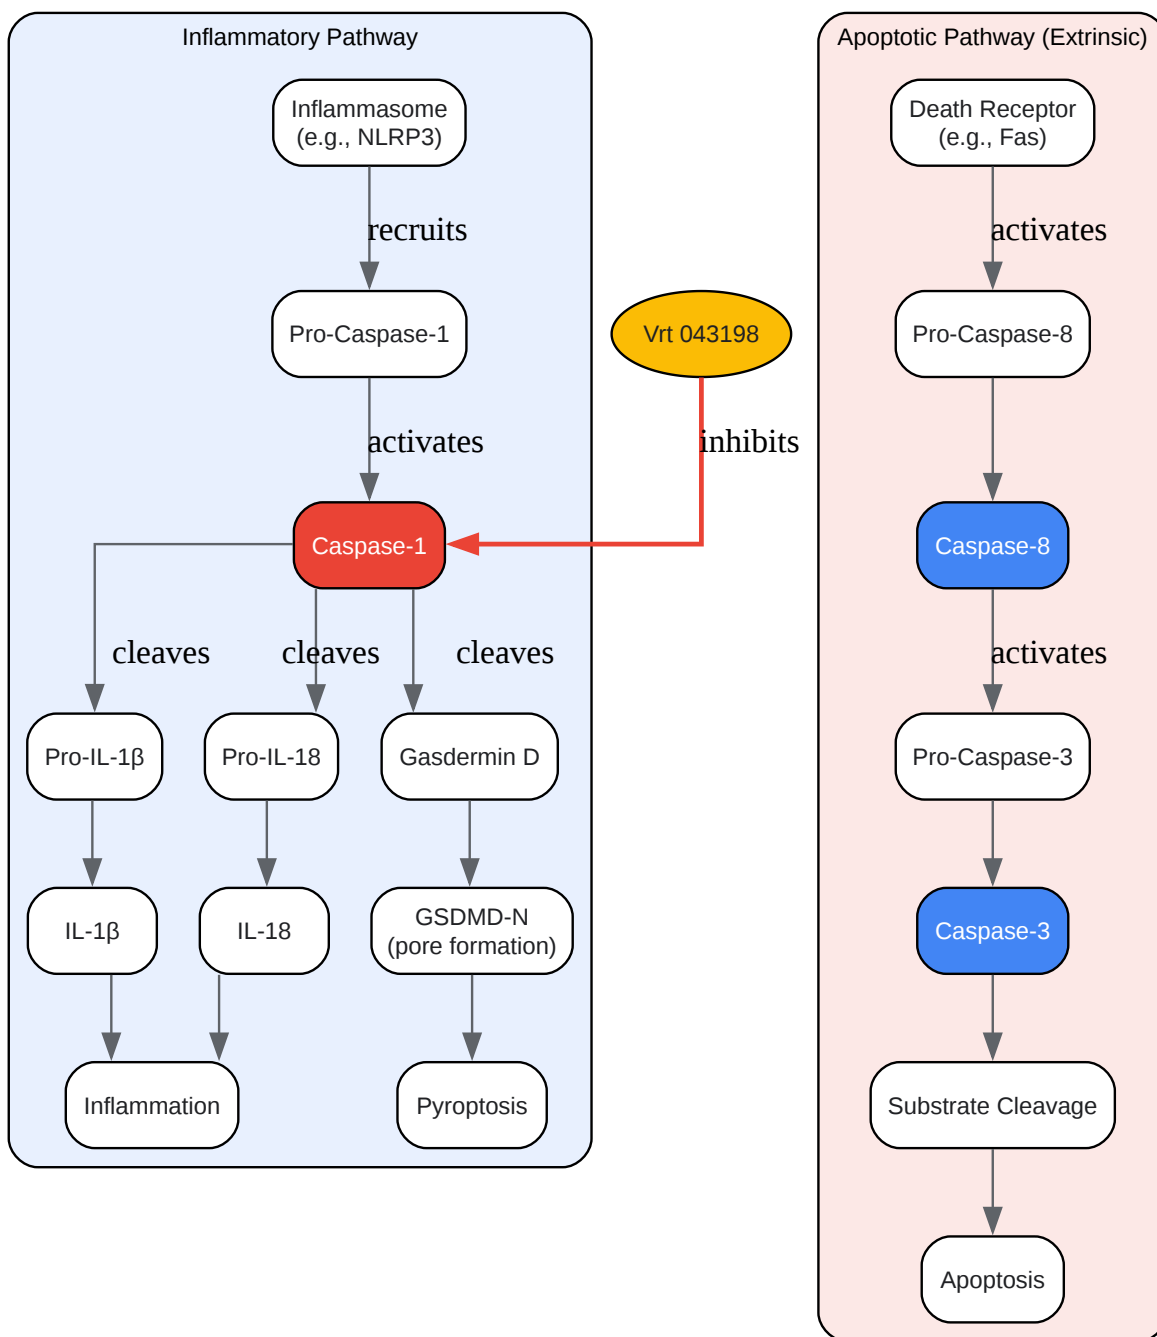 Inflammatory Pathway
Inflammasome
(e.g., NLRP3)
recruits
Pro-Caspase-1
activates
Caspase-1
cleaves
cleaves
cleaves
Pro-IL-1β
Pro-IL-18
Gasdermin D
IL-1β
IL-18
GSDMD-N
(pore formation)
Inflammation
Pyroptosis
Vrt 043198
inhibits
Apoptotic Pathway (Extrinsic)
Death Receptor
(e.g., Fas)
activates
Pro-Caspase-8
Caspase-8
activates
Pro-Caspase-3
Caspase-3
Substrate Cleavage
Apoptosis